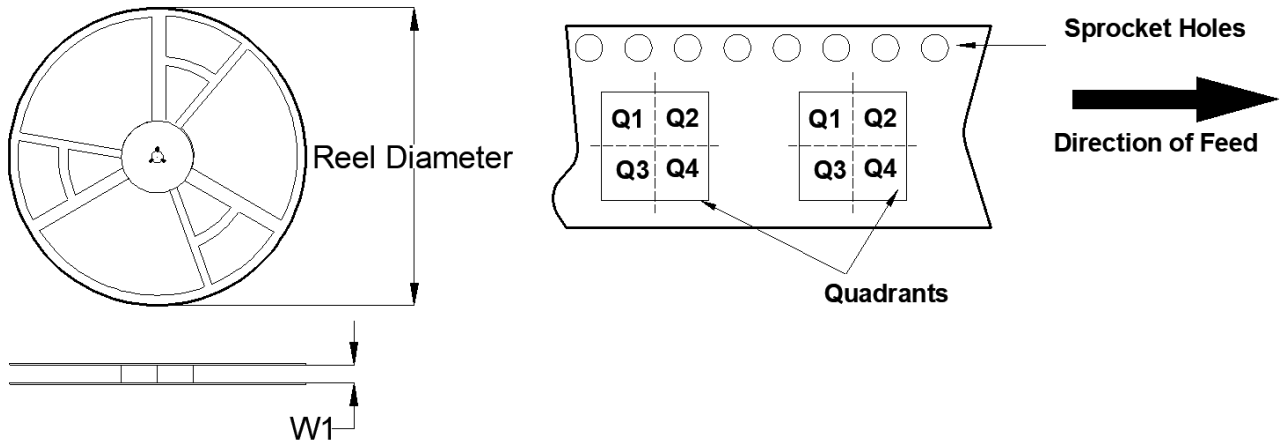 Sprocket Holes
Q1 Q2 Q1 Q2
Q3 Q4 Q3 Q4
Direction of Feed
Reel Diameter
Quadrants
W1